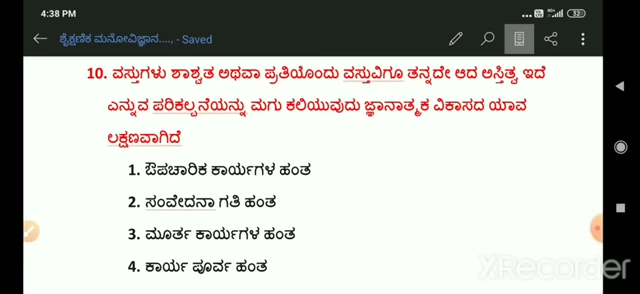 4:38 PM
32
ಶೈಕ್ಷಣಿಕ ಮನೋವಿಜ್ಞಾನ...., - Saved
10. ವಸ್ತುಗಳು ಶಾಶ್ವತ ಅಥವಾ ಪ್ರತಿಯೊಂದು ವಸ್ತುವಿಗೂ ತನ್ನದೇ ಆದ ಅಸ್ತಿತ್ವ ಇದೆ
ಎನ್ನುವ ಪರಿಕಲ್ಪನೆಯನ್ನು ಮಗು ಕಲಿಯುವುದು ಜ್ಞಾನಾತ್ಮಕ ವಿಕಾಸದ ಯಾವ
ಲಕ್ಷಣವಾಗಿದೆ
1. ಔಪಚಾರಿಕ ಕಾರ್ಯಗಳ ಹಂತ
2. ಸಂವೇದನಾ ಗತಿ ಹಂತ
3. ಮೂರ್ತ ಕಾರ್ಯಗಳ ಹಂತ
4. ಕಾರ್ಯ ಪೂರ್ವ ಹಂತ
XRecorder